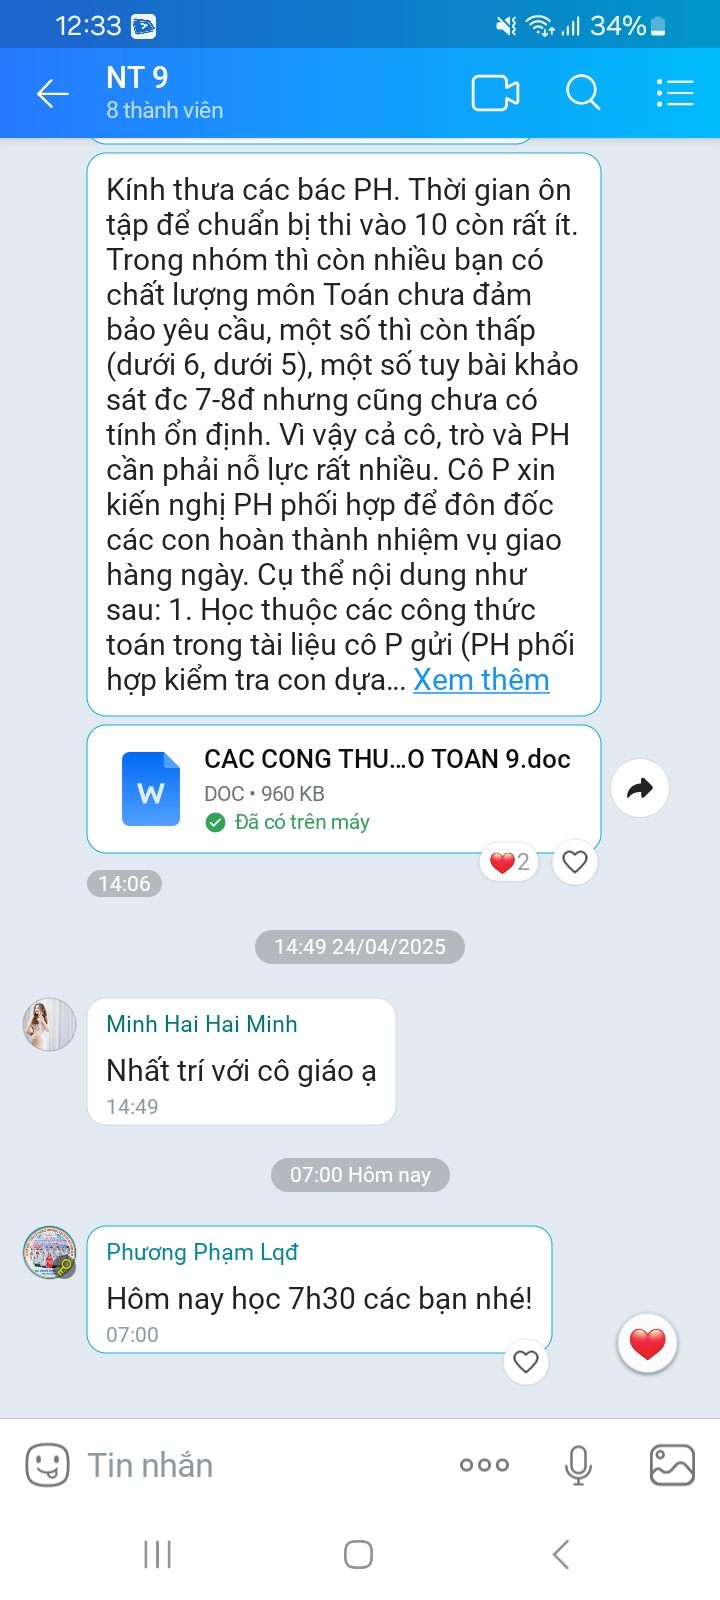 12:33
34%
NT 9
8 thành viên
Kính thưa các bác PH. Thời gian ôn
tập để chuẩn bị thi vào 10 còn rất ít.
Trong nhóm thì còn nhiều bạn có
chất lượng môn Toán chưa đảm
bảo yêu cầu, một số thì còn thấp
(dưới 6, dưới 5), một số tuy bài khảo
sát đc 7-8đ nhưng cũng chưa có
tính ổn định. Vì vậy cả cô, trò và PH
cần phải nỗ lực rất nhiều. Cô P xin
kiến nghị PH phối hợp để đôn đốc
các con hoàn thành nhiệm vụ giao
hàng ngày. Cụ thể nội dung như
sau: 1. Học thuộc các công thức
toán trong tài liệu cô P gửi (PH phối
hợp kiểm tra con dựa... Xem thêm
W
CAC CONG THU...O TOAN 9.doc
DOC • 960 KB
Đã có trên máy
2
14:06
14:49 24/04/2025
Minh Hai Hai Minh
Nhất trí với cô giáo ạ
14:49
07:00 Hôm nay
Phương Phạm Lqđ
Hôm nay học 7h30 các bạn nhé!
07:00
Tin nhắn